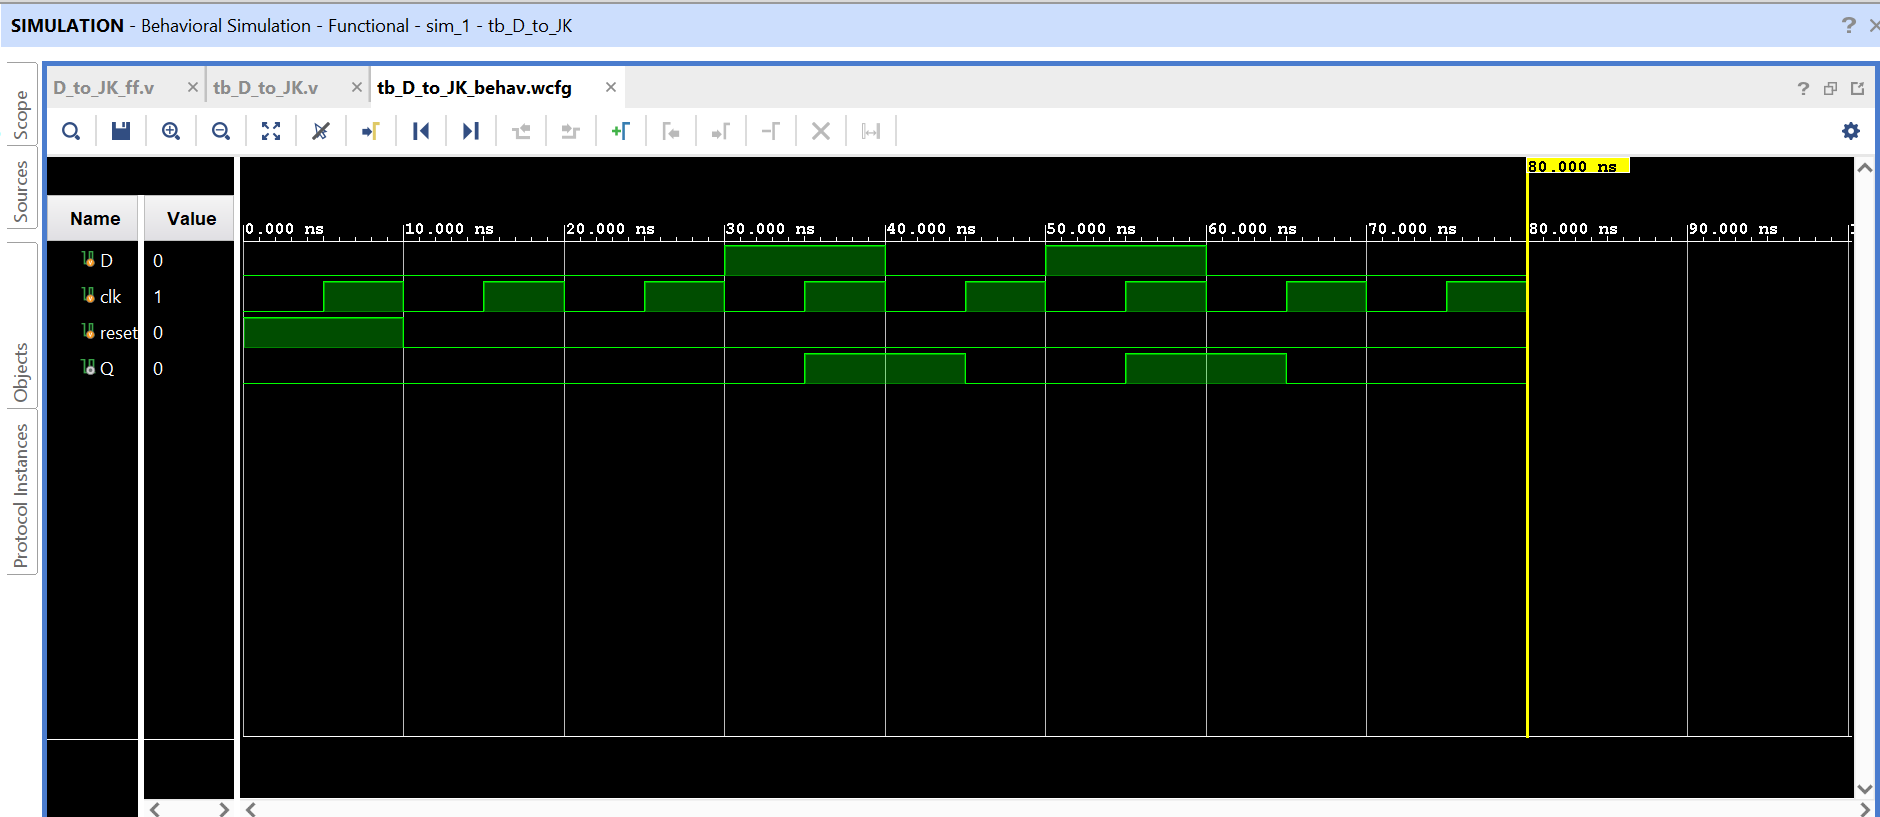 SIMULATION - Behavioral Simulation - Functional - sim_1 - tb_D_to_JK
Scope
Sources
Objects
Protocol Instances
D_to_JK_ff.v
tb_D_to_JK.v
tb_D_to_JK_behav.wcfg
80.000 ns
Name Value
0.000 ns 10.000 ns 20.000 ns 30.000 ns 40.000 ns 50.000 ns 60.000 ns 70.000 ns 80.000 ns 90.000 ns
D 0
clk 1
reset 0
Q 0